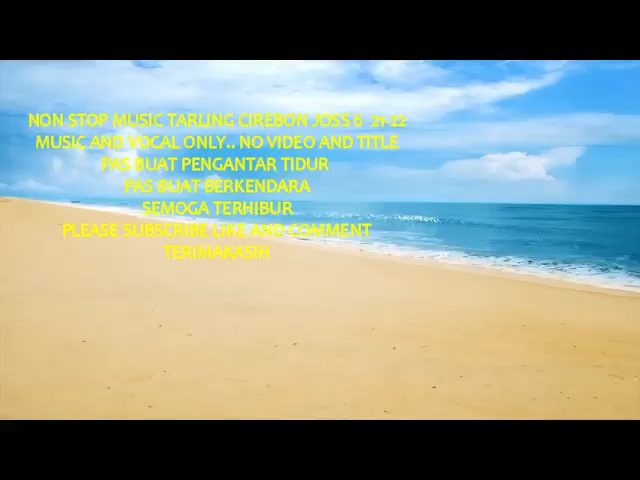 NON STOP MUSIC TARLING CIREBON JOSS 6 21-22
MUSIC AND VOCAL ONLY.. NO VIDEO AND TITLE
PAS BUAT PENGANTAR TIDUR
PAS BUAT BERKENDARA
SEMOGA TERHIBUR
PLEASE SUBSCRIBE LIKE AND COMMENT
TERIMAKASIH